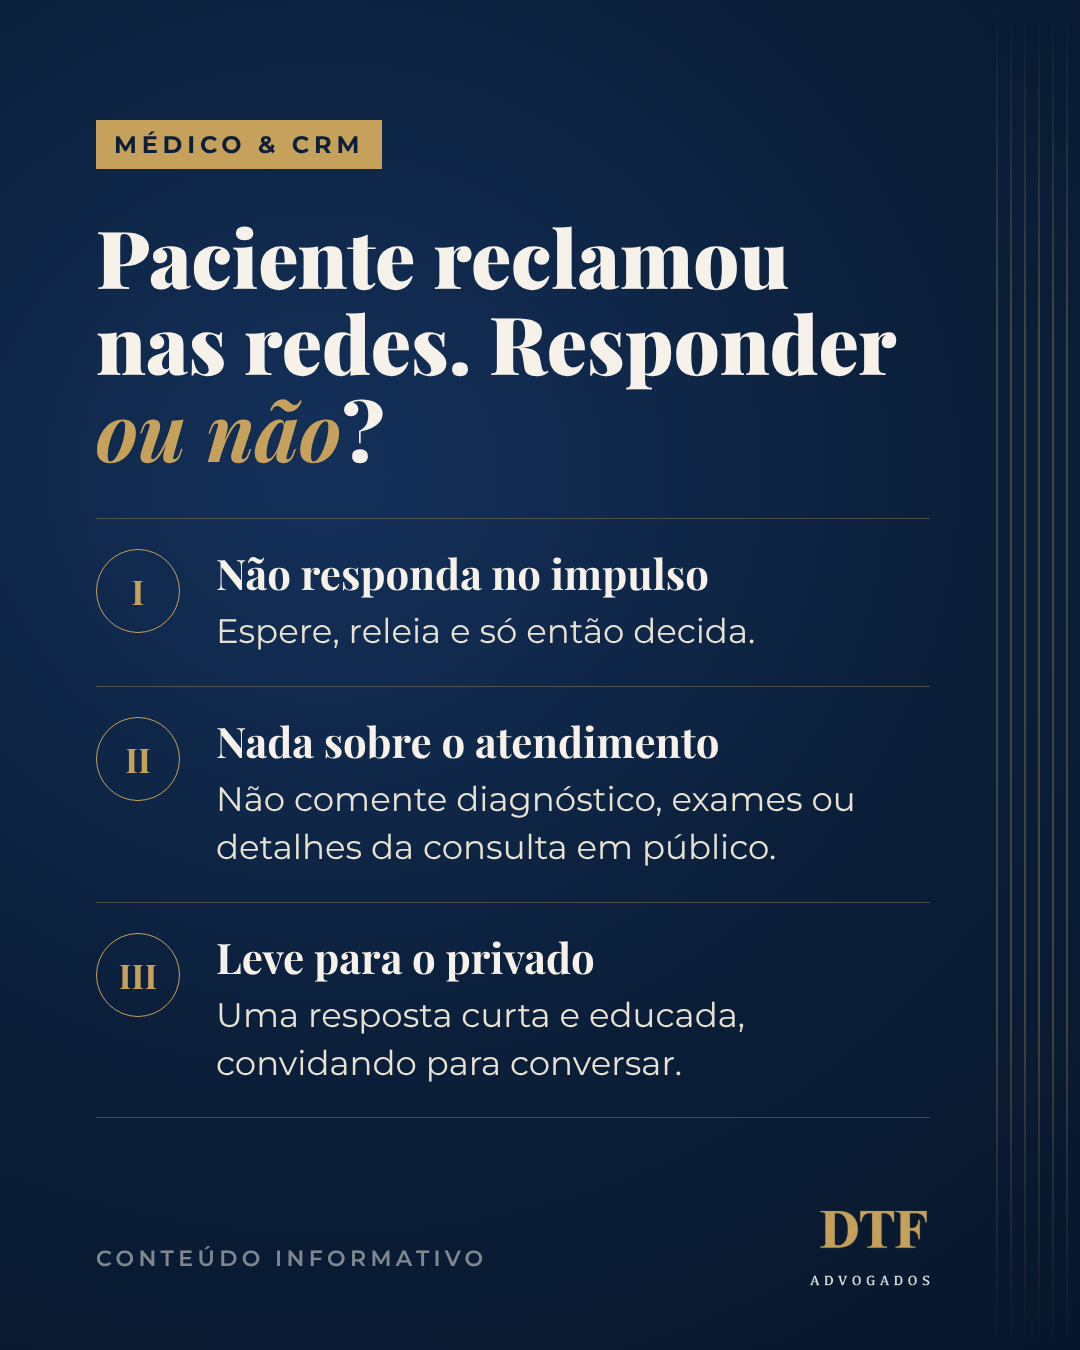 MÉDICO & CRM
Paciente reclamou
nas redes. Responder
ou não?
I
Não responda no impulso
Espere, releia e só então decida.
II
Nada sobre o atendimento
Não comente diagnóstico, exames ou
detalhes da consulta em público.
III
Leve para o privado
Uma resposta curta e educada,
convidando para conversar.
CONTEÚDO INFORMATIVO
DTF
ADVOGADOS